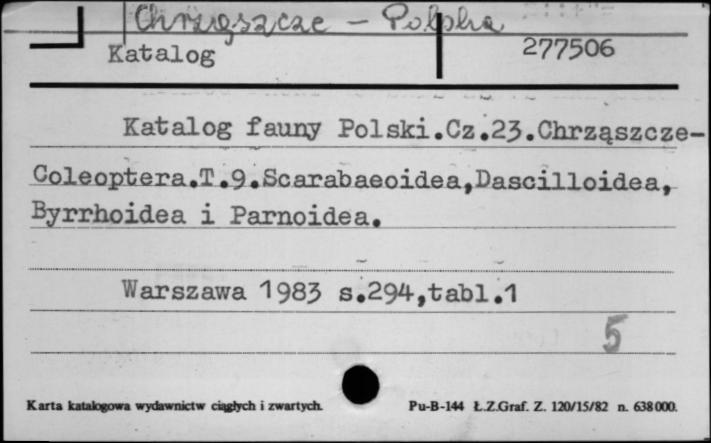 Chrząszcze – Polska
Katalog 277506
Katalog fauny Polski.Cz.23.Chrząszcze-
Coleoptera.T.9.Scarabaeoidea,Dascilloidea,
Byrrhoidea i Parnoidea.
Warszawa 1983 s.294,tabl.1
5
Karta katalogowa wydawnictw ciągłych i zwartych. Pu-B-144 Ł.Z.Graf. Z. 120/15/82 n. 638000.